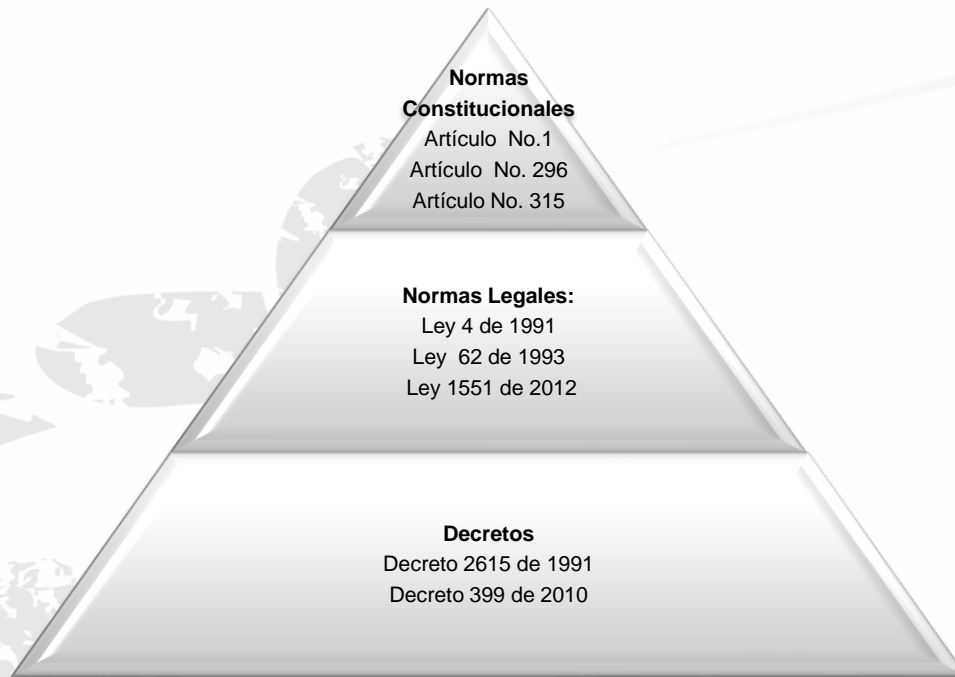 Normas
Constitucionales
Artículo No.1
Artículo No. 296
Artículo No. 315
Normas Legales:
Ley 4 de 1991
Ley 62 de 1993
Ley 1551 de 2012
Decretos
Decreto 2615 de 1991
Decreto 399 de 2010